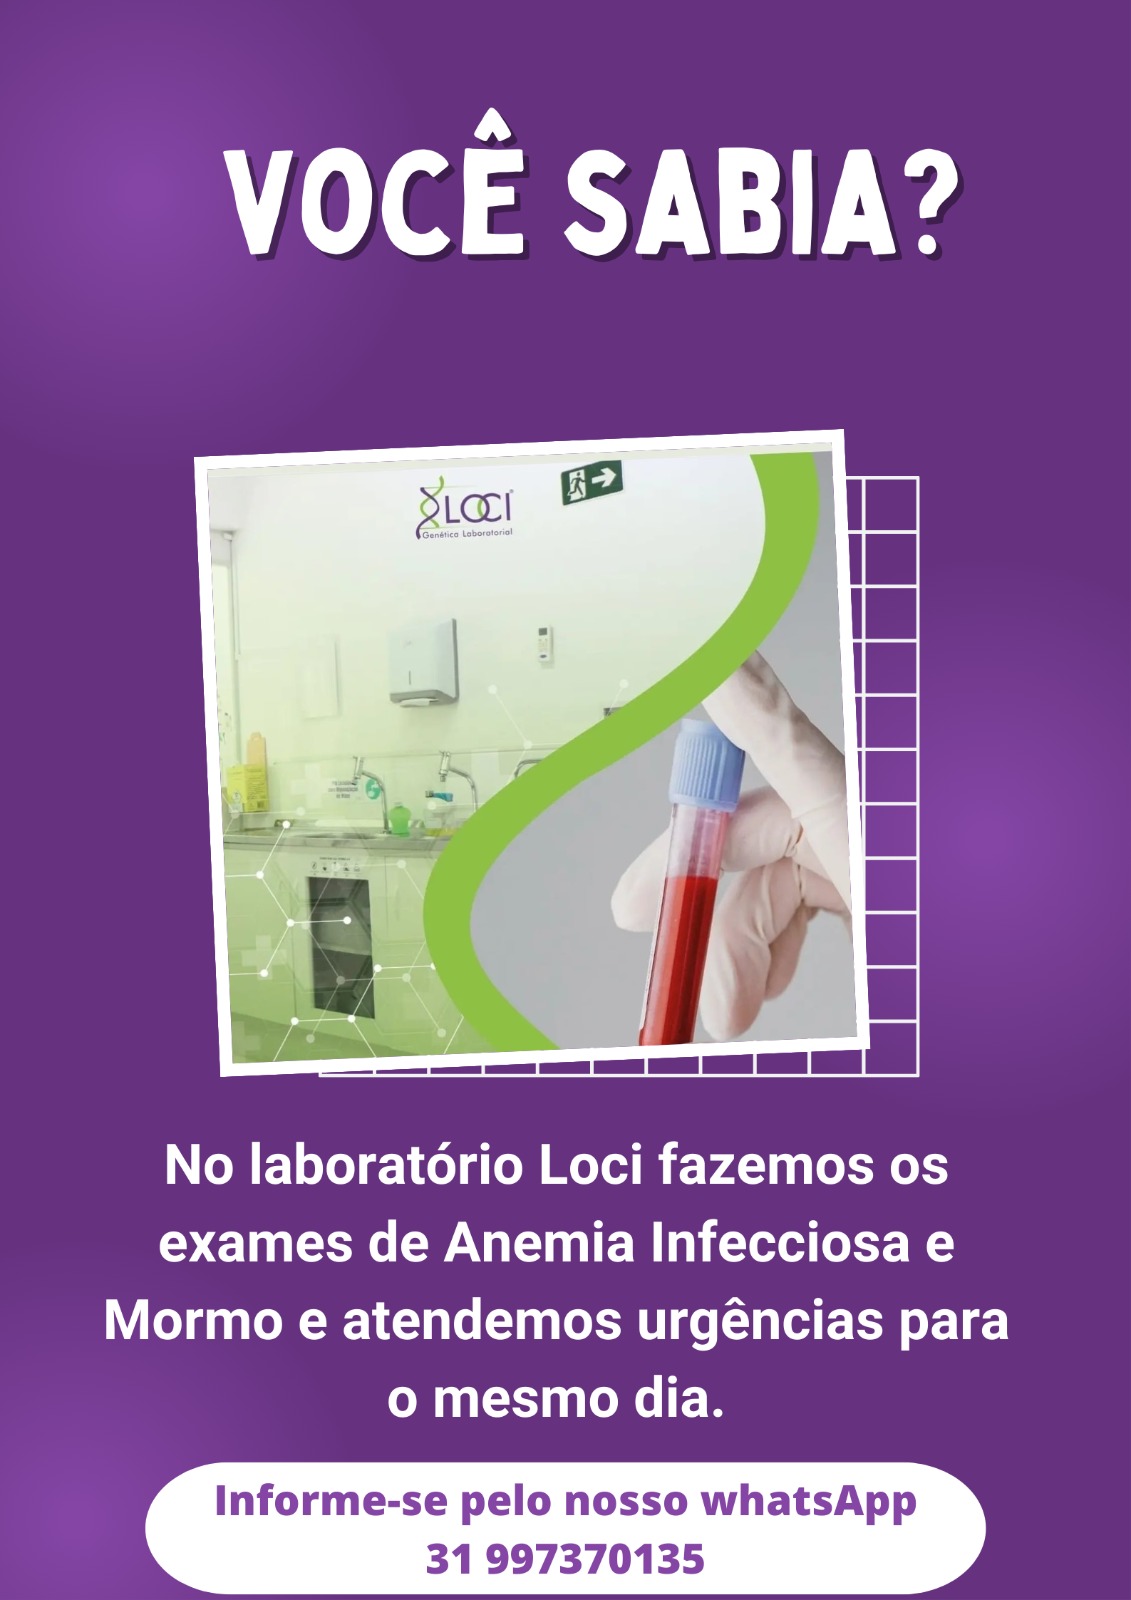 VOCÊ SABIA?
LOCI
Genética Laboratorial
No laboratório Loci fazemos os
exames de Anemia Infecciosa e
Mormo e atendemos urgências para
o mesmo dia.
Informe-se pelo nosso whatsApp
31 997370135